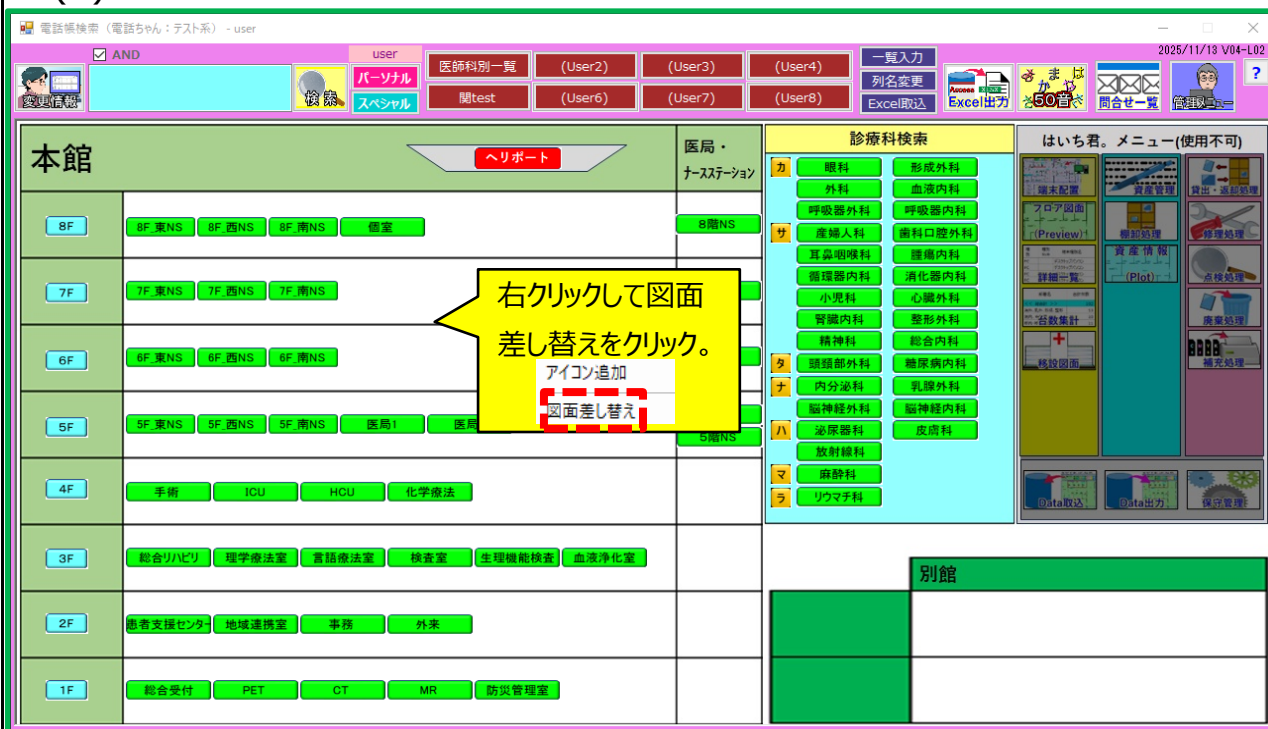 電話帳検索（電話ちゃん：テスト系） - user
AND
user
2025/11/13 V04-L02
変更情報
検索
パーソナル
スペシャル
医師科別一覧 (User2) (User3) (User4)
関test (User6) (User7) (User8)
一覧入力
列名変更
Excel取込
Excel出力
50音
問合せ一覧
管理メニュー
?
本館
ヘリポート
医局・
ナースステーション
8F 8F_東NS 8F_西NS 8F_南NS 個室 8階NS
7F 7F_東NS 7F_西NS 7F_南NS
6F 6F_東NS 6F_西NS 6F_南NS
5F 5F_東NS 5F_西NS 5F_南NS 医局1 医局
5階NS
4F 手術 ICU HCU 化学療法
3F 総合リハビリ 理学療法室 言語療法室 検査室 生理機能検査 血液浄化室
2F 患者支援センター 地域連携室 事務 外来
1F 総合受付 PET CT MR 防災管理室
右クリックして図面
差し替えをクリック。
アイコン追加
図面差し替え
診療科検索
カ 眼科 形成外科
外科 血液内科
呼吸器外科 呼吸器内科
サ 産婦人科 歯科口腔外科
耳鼻咽喉科 腫瘍内科
循環器内科 消化器内科
小児科 心臓外科
腎臓内科 整形外科
精神科 総合内科
タ 頭頚部外科 糖尿病内科
ナ 内分泌科 乳腺外科
脳神経外科 脳神経内科
ハ 泌尿器科 皮膚科
放射線科
マ 麻酔科
ラ リウマチ科
はいち君。メニュー(使用不可)
端末配置 資産管理 貸出・返却処理
フロア図面
(Preview) 棚卸処理 修理処理
資産情報
詳細一覧 (Plot) 点検処理
台数集計 廃棄処理
移設図面 補充処理
Data取込 Data出力 保守管理
別館